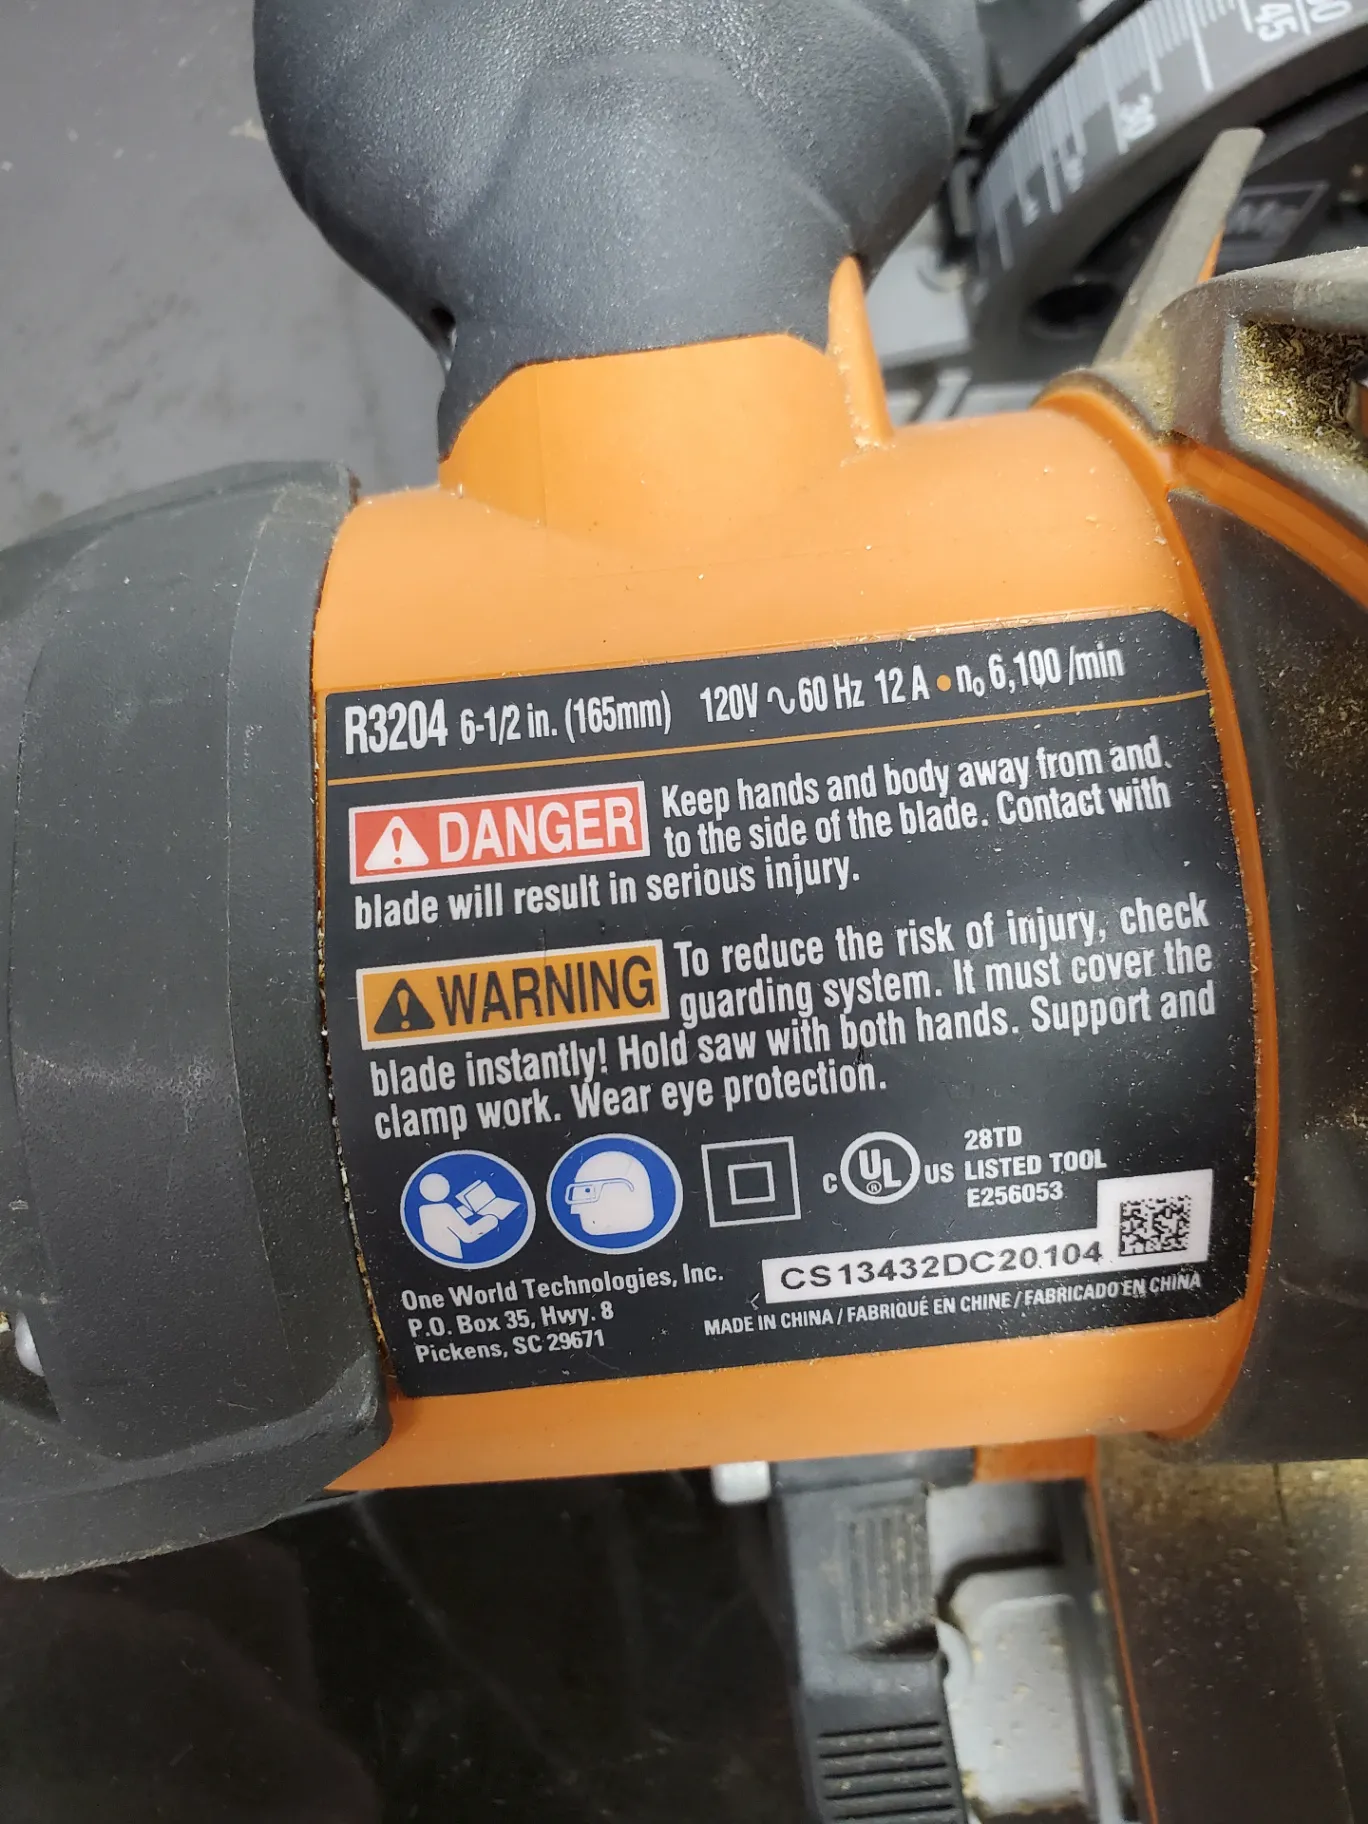 50
45
30
R3204 6-1/2 in. (165mm) 120V ∿ 60 Hz 12 A • n₀ 6,100 /min
DANGER Keep hands and body away from and
to the side of the blade. Contact with
blade will result in serious injury.
WARNING To reduce the risk of injury, check
guarding system. It must cover the
blade instantly! Hold saw with both hands. Support and
clamp work. Wear eye protection.
C UL ® US
28TD
LISTED TOOL
E256053
CS13432DC20104
One World Technologies, Inc.
P.O. Box 35, Hwy. 8
Pickens, SC 29671
MADE IN CHINA / FABRIQUÉ EN CHINE / FABRICADO EN CHINA